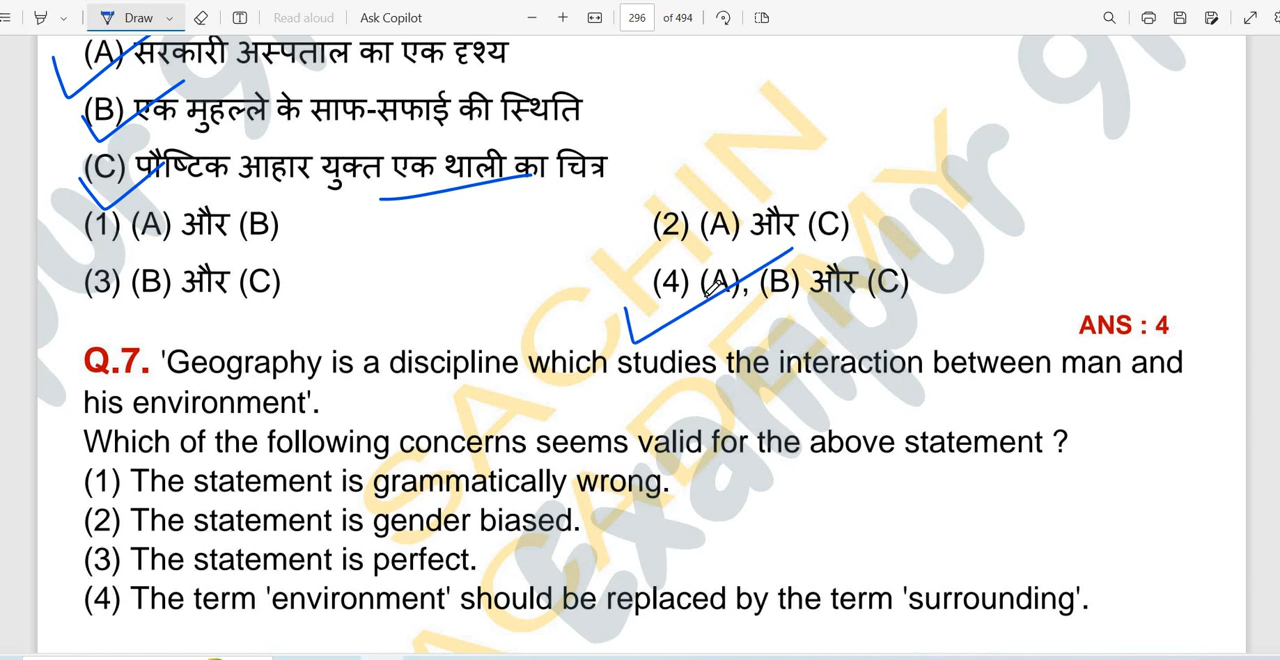 Draw
Read aloud
Ask Copilot
296 of 494
(A) सरकारी अस्पताल का एक दृश्य
(B) एक मुहल्ले के साफ-सफाई की स्थिति
(C) पौष्टिक आहार युक्त एक थाली का चित्र
(1) (A) और (B)
(2) (A) और (C)
(3) (B) और (C)
(4) (A), (B) और (C)
ANS : 4
Q.7. 'Geography is a discipline which studies the interaction between man and
his environment'.
Which of the following concerns seems valid for the above statement ?
(1) The statement is grammatically wrong.
(2) The statement is gender biased.
(3) The statement is perfect.
(4) The term 'environment' should be replaced by the term 'surrounding'.
SACHIN
ACADEMY
Exampur